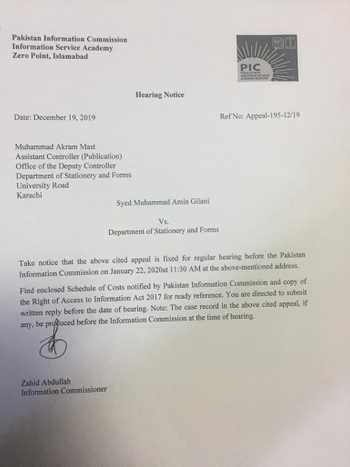 Pakistan Information Commission
Information Service Academy
Zero Point, Islamabad
PIC
Hearing Notice
Date: December 19, 2019
Ref No: Appeal-195-12/19
Muhammad Akram Mast
Assistant Controller (Publication)
Office of the Deputy Controller
Department of Stationery and Forms
University Road
Karachi
Syed Muhammad Amin Gilani
Vs.
Department of Stationery and Forms
Take notice that the above cited appeal is fixed for regular hearing before the Pakistan
Information Commission on January 22, 2020at 11:30 AM at the above-mentioned address.
Find enclosed Schedule of Costs notified by Pakistan Information Commission and copy of
the Right of Access to Information Act 2017 for ready reference. You are directed to submit
written reply before the date of hearing. Note: The case record in the above cited appeal, if
any, be produced before the Information Commission at the time of hearing.
Zahid Abdullah
Information Commissioner